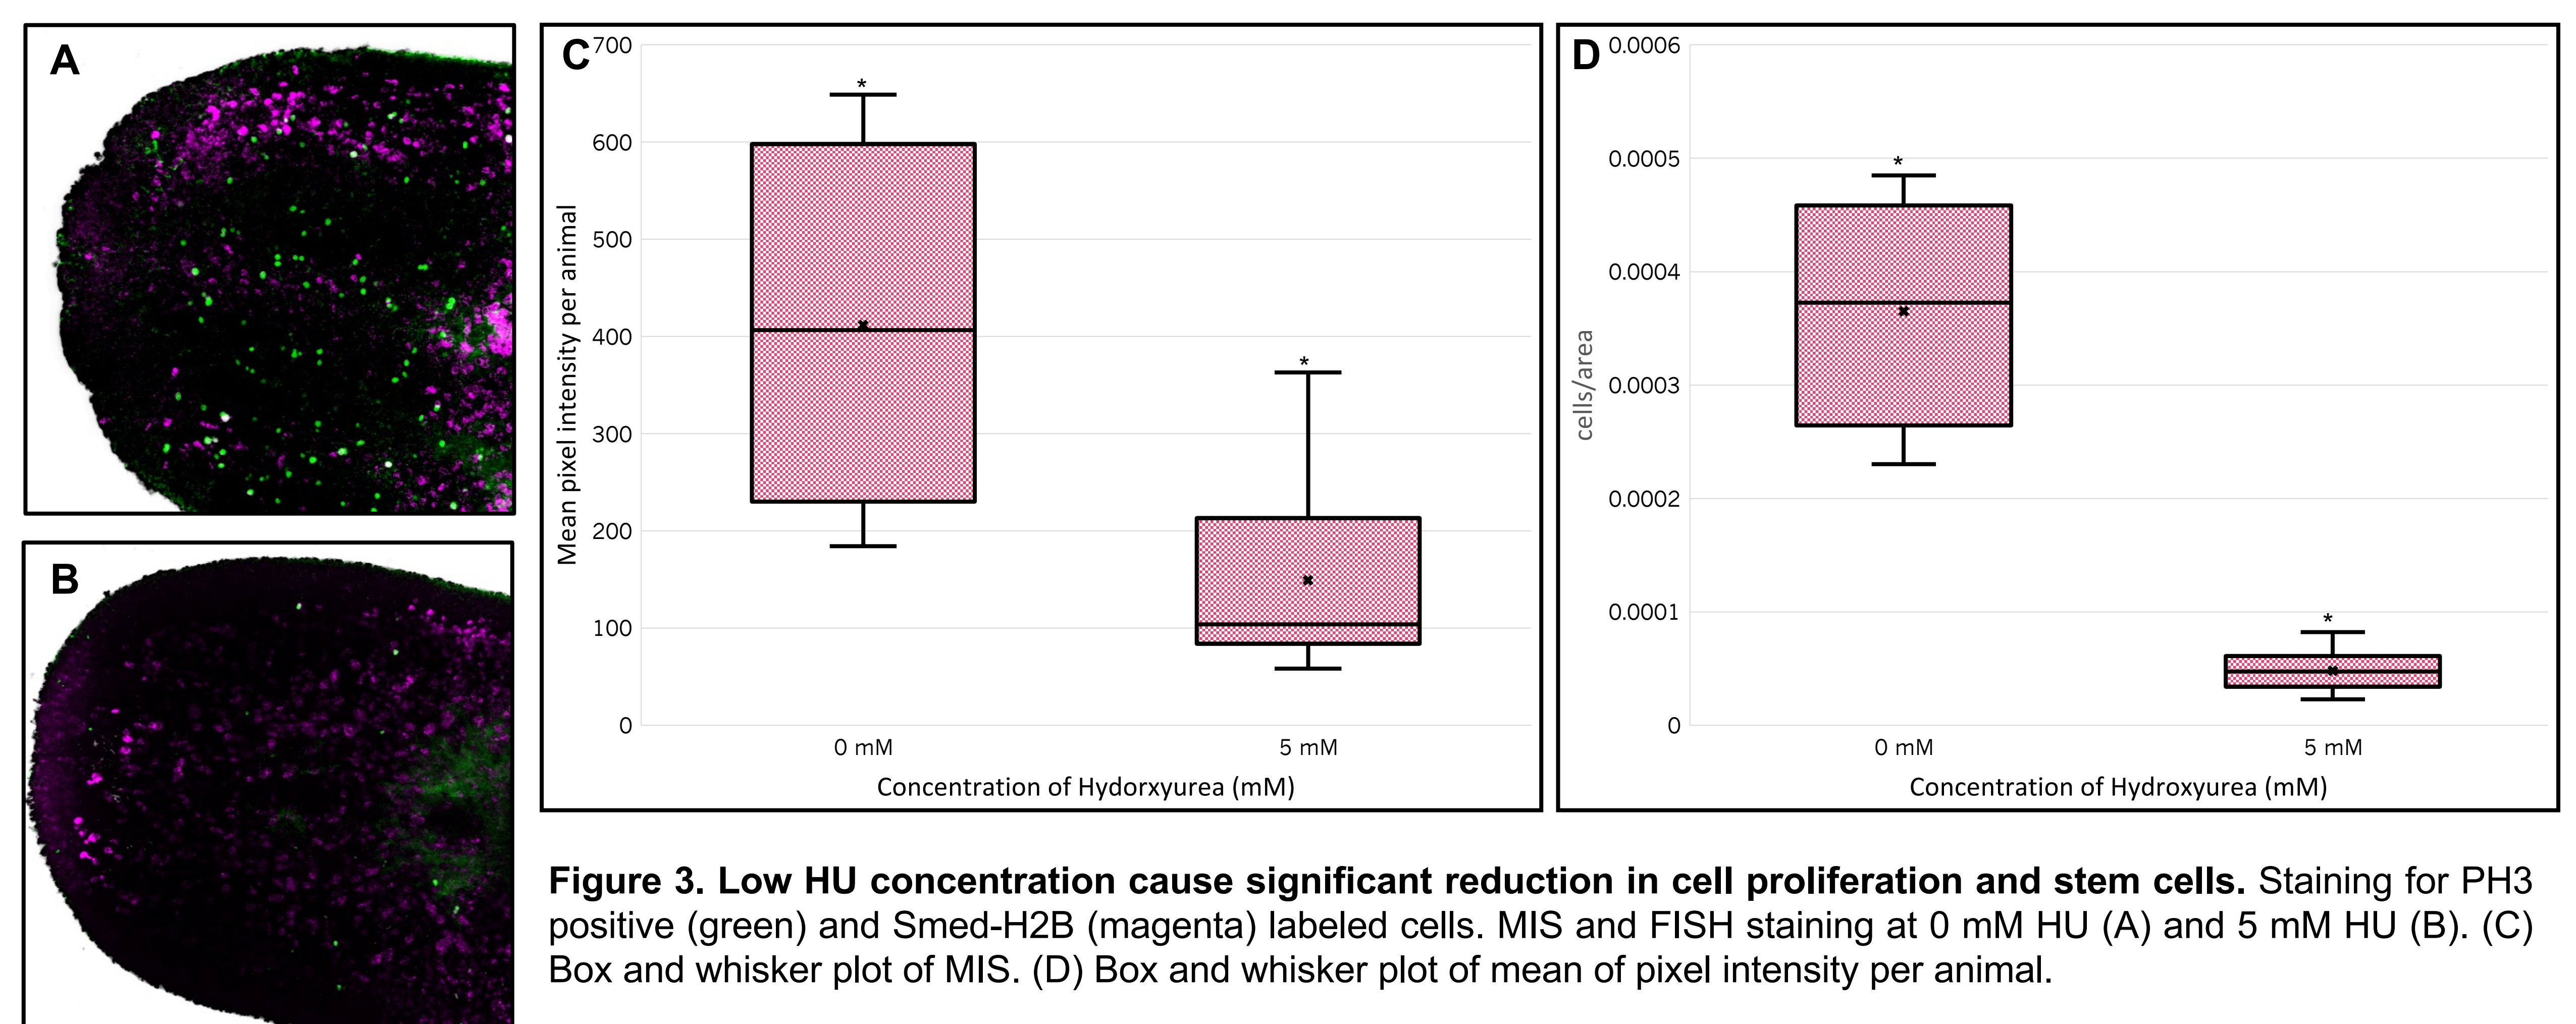 A
B
C
700
600
500
400
300
200
100
0
Mean pixel intensity per animal
*
*
0 mM
5 mM
Concentration of Hydorxyurea (mM)
D
0.0006
0.0005
0.0004
0.0003
0.0002
0.0001
0
cells/area
*
*
0 mM
5 mM
Concentration of Hydroxyurea (mM)
Figure 3. Low HU concentration cause significant reduction in cell proliferation and stem cells. Staining for PH3
positive (green) and Smed-H2B (magenta) labeled cells. MIS and FISH staining at 0 mM HU (A) and 5 mM HU (B). (C)
Box and whisker plot of MIS. (D) Box and whisker plot of mean of pixel intensity per animal.